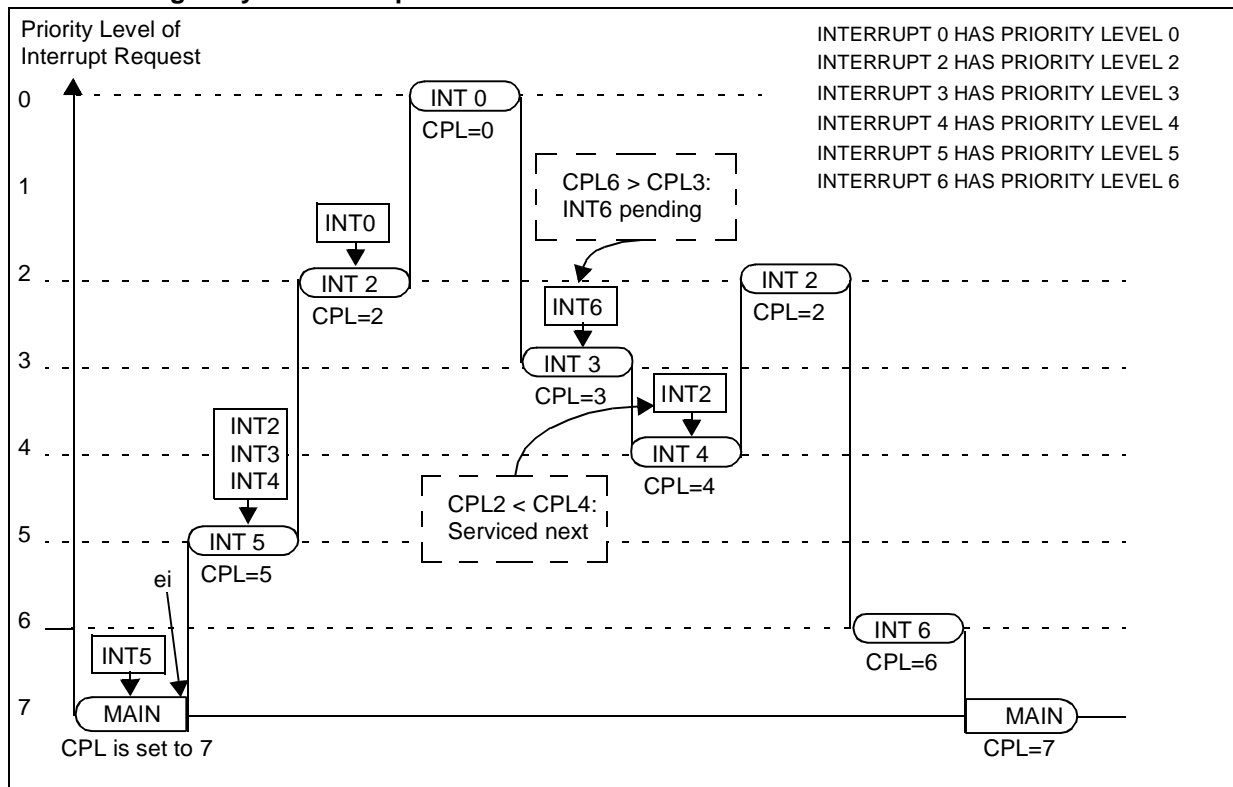 Priority Level of
Interrupt Request
INTERRUPT 0 HAS PRIORITY LEVEL 0
INTERRUPT 2 HAS PRIORITY LEVEL 2
INTERRUPT 3 HAS PRIORITY LEVEL 3
INTERRUPT 4 HAS PRIORITY LEVEL 4
INTERRUPT 5 HAS PRIORITY LEVEL 5
INTERRUPT 6 HAS PRIORITY LEVEL 6
0
INT 0
CPL=0
1
CPL6 > CPL3:
INT6 pending
INT0
2
INT 2
CPL=2
INT 2
CPL=2
INT6
3
INT 3
CPL=3
INT2
INT2
INT3
INT4
4
INT 4
CPL=4
CPL2 < CPL4:
Serviced next
5
INT 5
CPL=5
ei
6
INT 6
CPL=6
INT5
7
MAIN
CPL is set to 7
MAIN
CPL=7